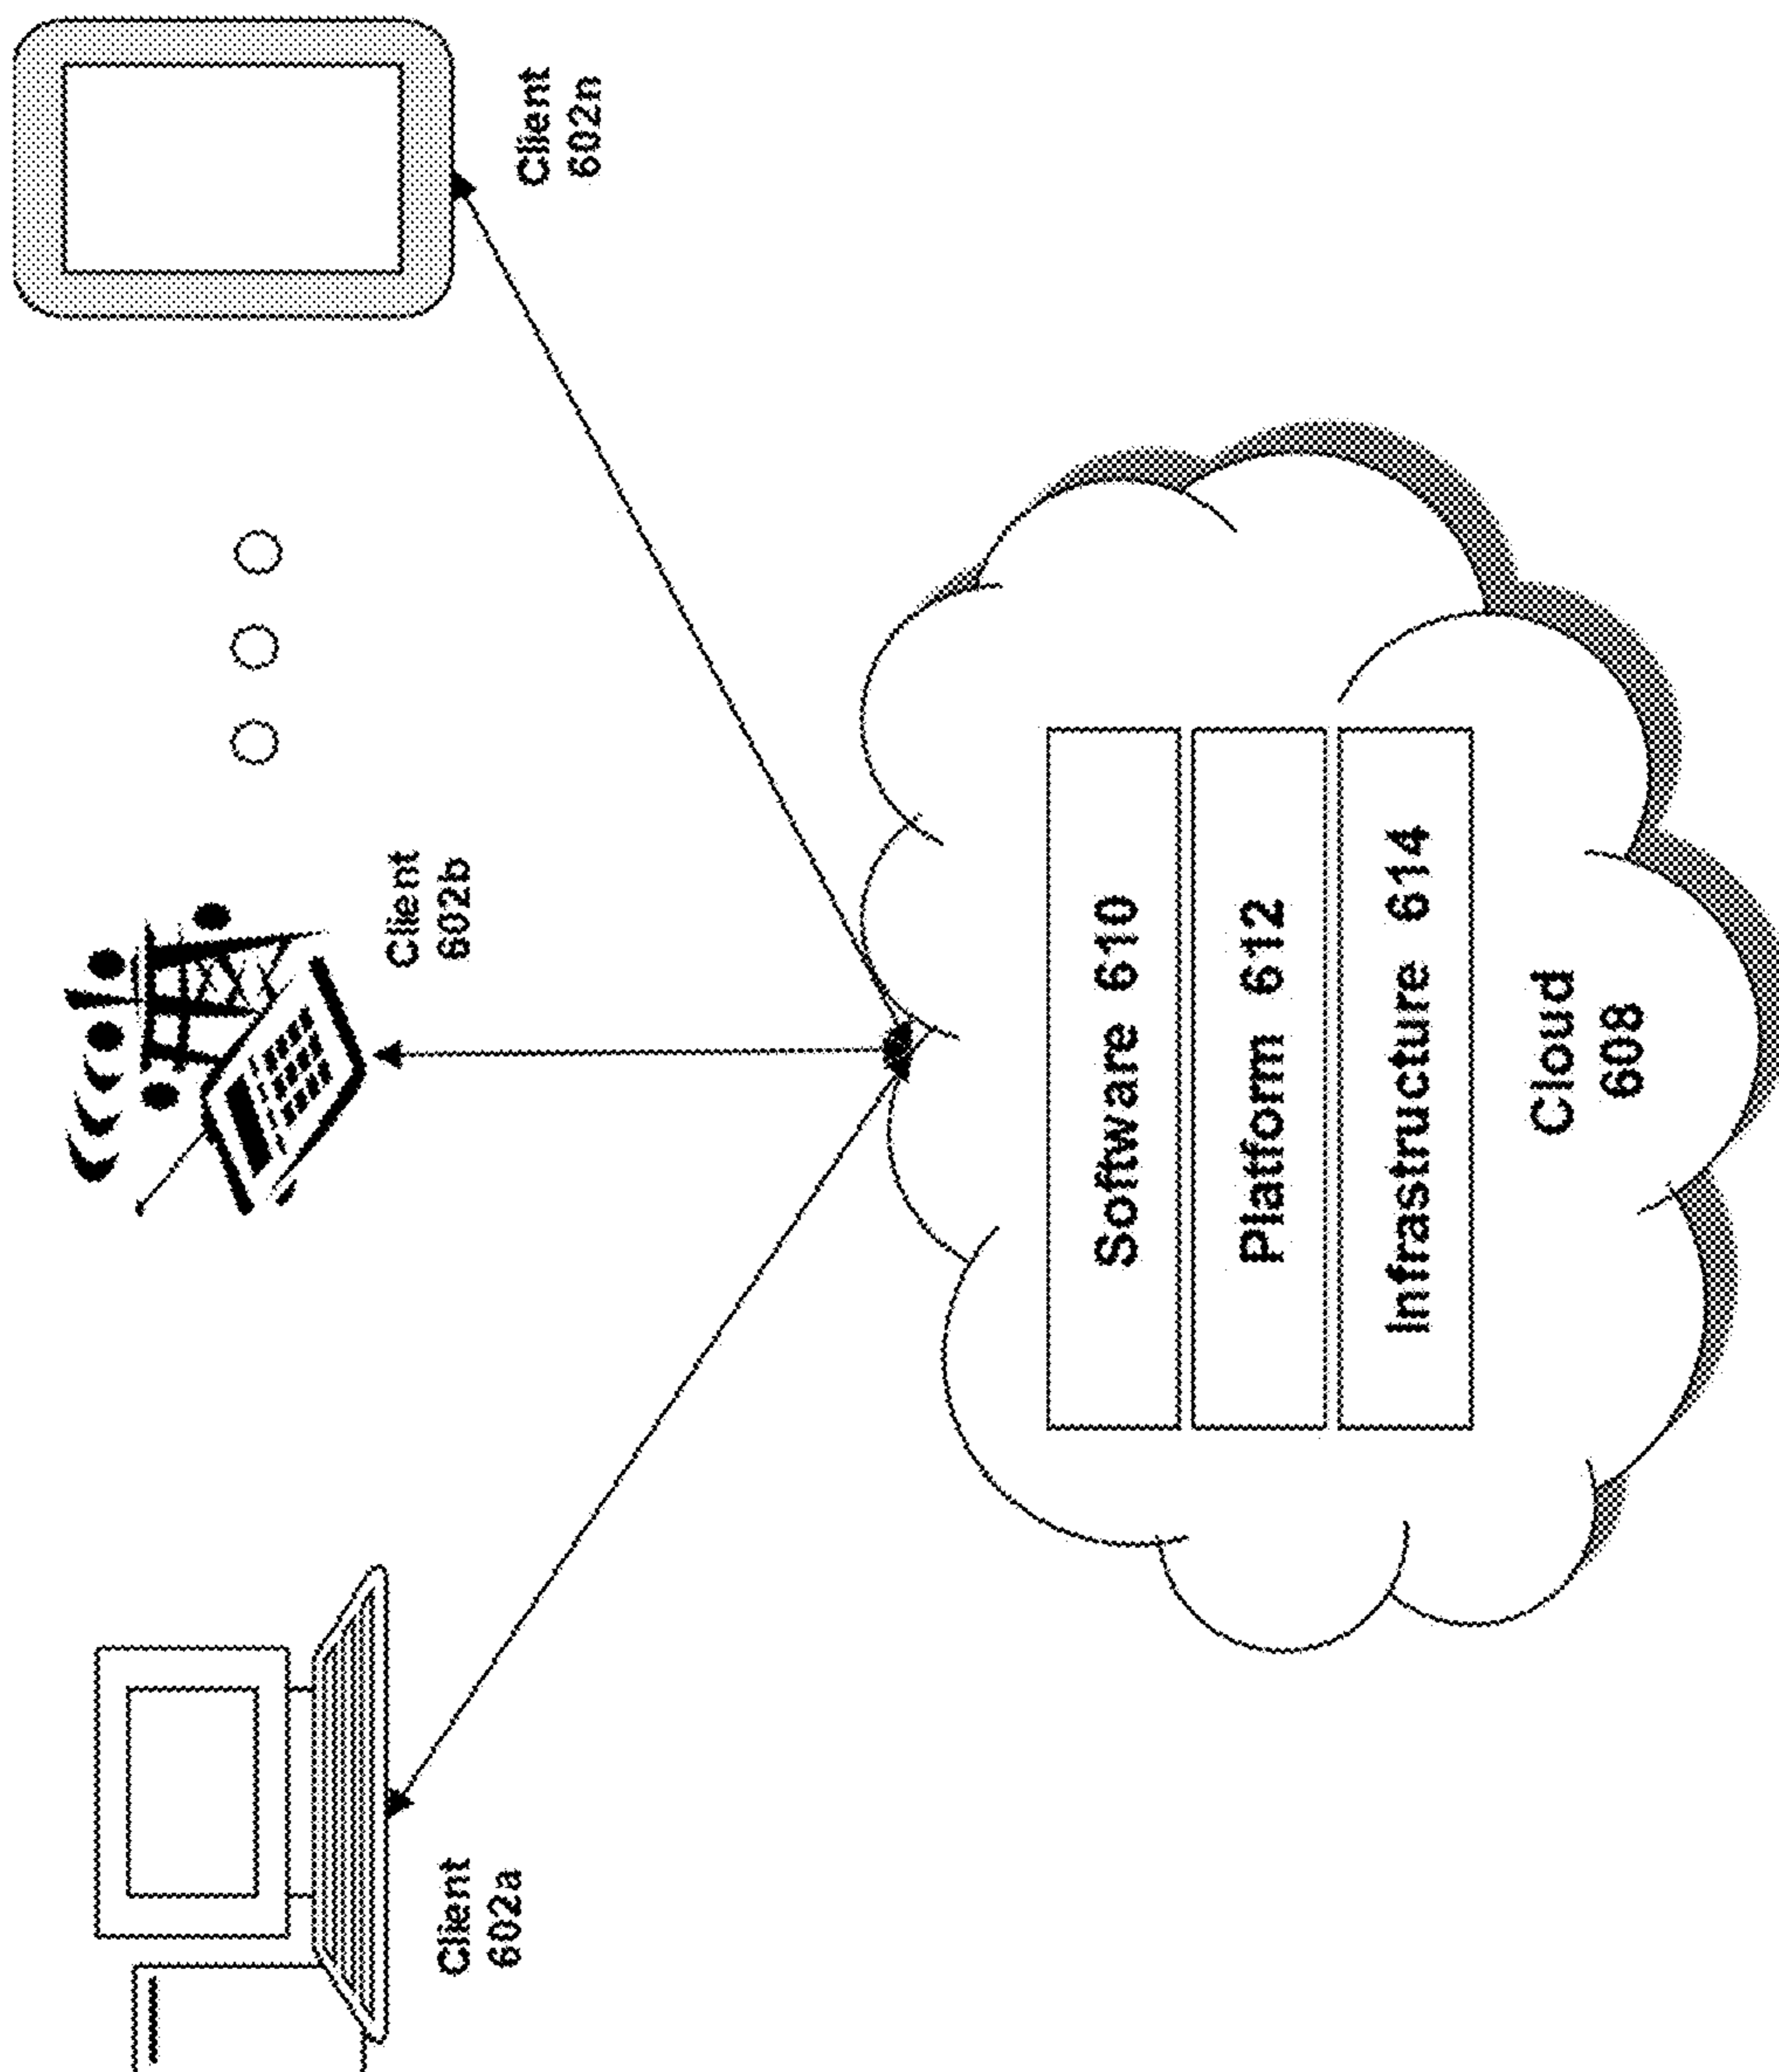 Client
602a
Client
602b
Client
602n
Software 610
Platform 612
Infrastructure 614
Cloud
608